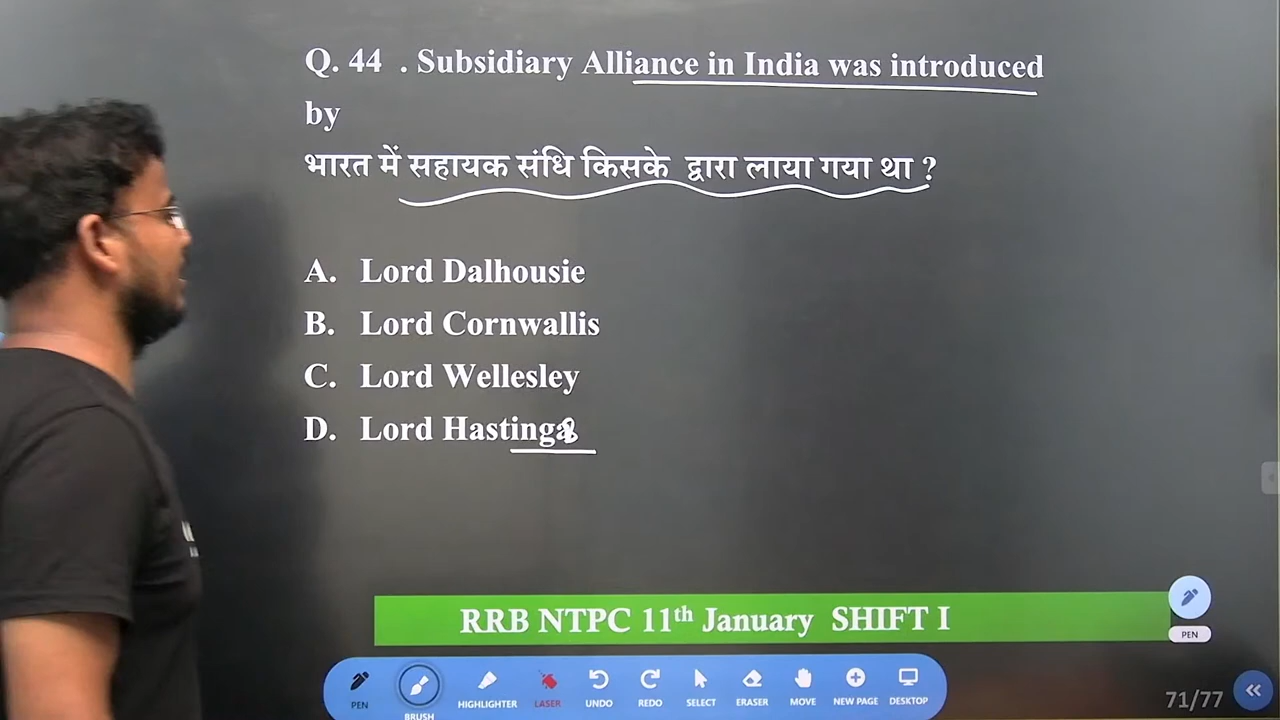 Q. 44 . Subsidiary Alliance in India was introduced
by
भारत में सहायक संधि किसके द्वारा लाया गया था ?
A. Lord Dalhousie
B. Lord Cornwallis
C. Lord Wellesley
D. Lord Hastings
RRB NTPC 11th January SHIFT I
PEN
PEN
BRUSH
HIGHLIGHTER
LASER
UNDO
REDO
SELECT
ERASER
MOVE
NEW PAGE
DESKTOP
71/77